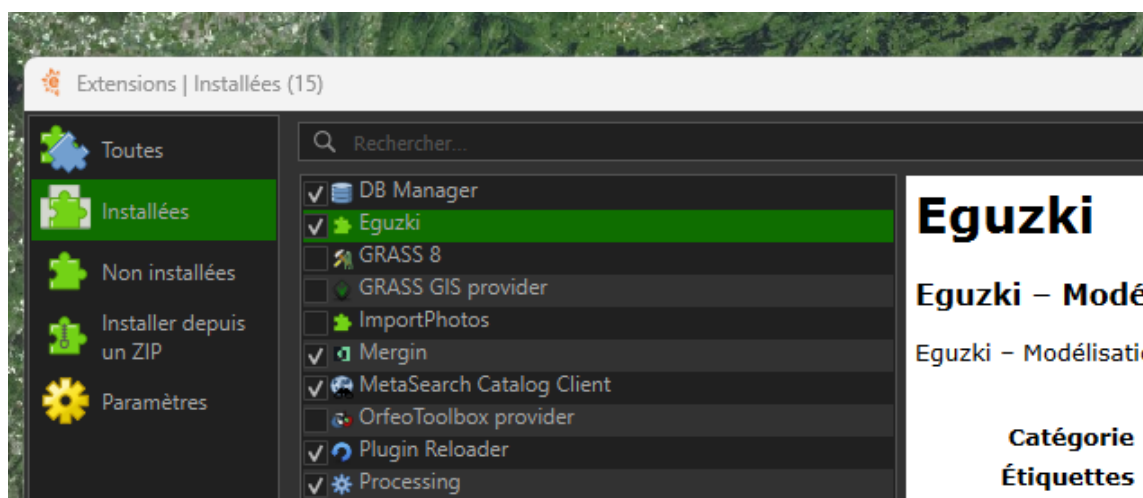 Extensions | Installées (15)
Toutes
Installées
Non installées
Installer depuis
un ZIP
Paramètres
Rechercher...
DB Manager
Eguzki
GRASS 8
GRASS GIS provider
ImportPhotos
Mergin
MetaSearch Catalog Client
OrfeoToolbox provider
Plugin Reloader
Processing
Eguzki
Eguzki – Modé
Eguzki – Modélisati
Catégorie
Étiquettes